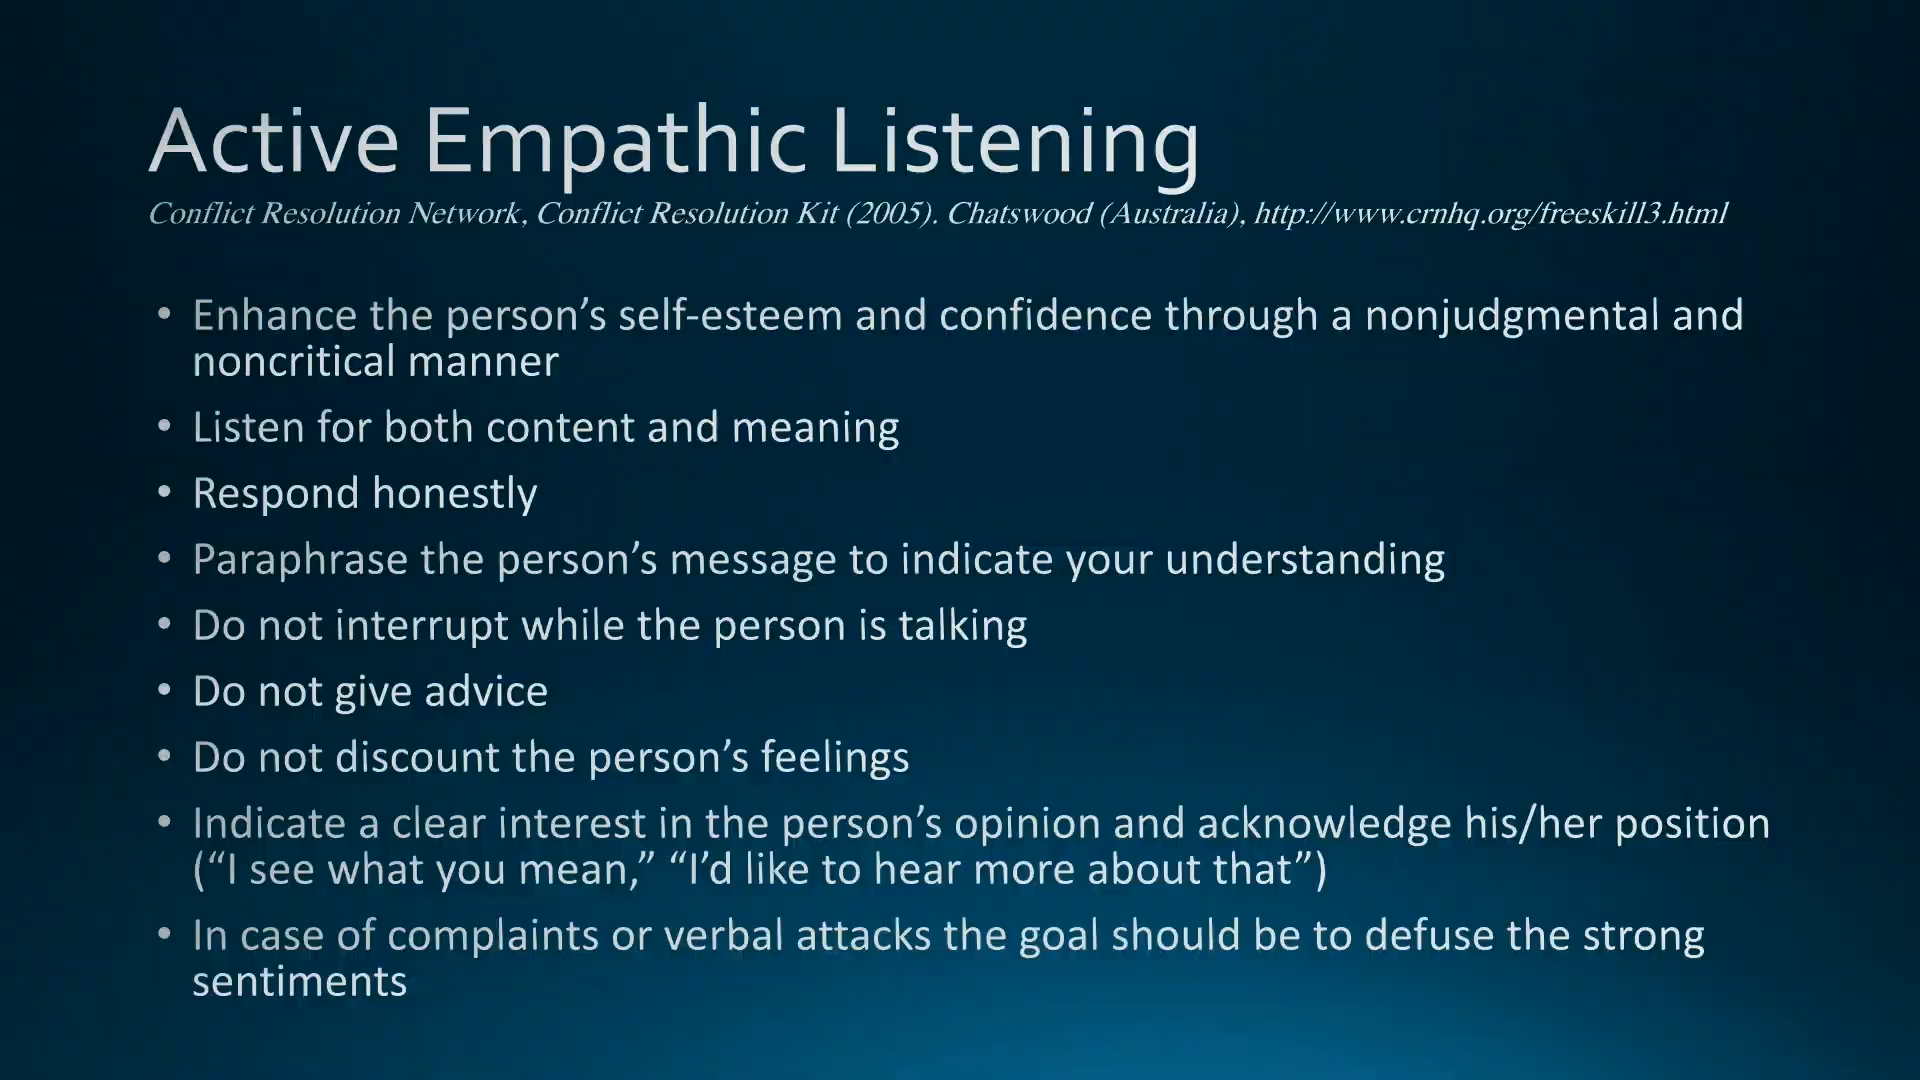 Active Empathic Listening
Conflict Resolution Network, Conflict Resolution Kit (2005). Chatswood (Australia), http://www.crnhq.org/freeskill3.html
• Enhance the person’s self-esteem and confidence through a nonjudgmental and
noncritical manner
• Listen for both content and meaning
• Respond honestly
• Paraphrase the person’s message to indicate your understanding
• Do not interrupt while the person is talking
• Do not give advice
• Do not discount the person’s feelings
• Indicate a clear interest in the person’s opinion and acknowledge his/her position
(“I see what you mean,” “I’d like to hear more about that”)
• In case of complaints or verbal attacks the goal should be to defuse the strong
sentiments